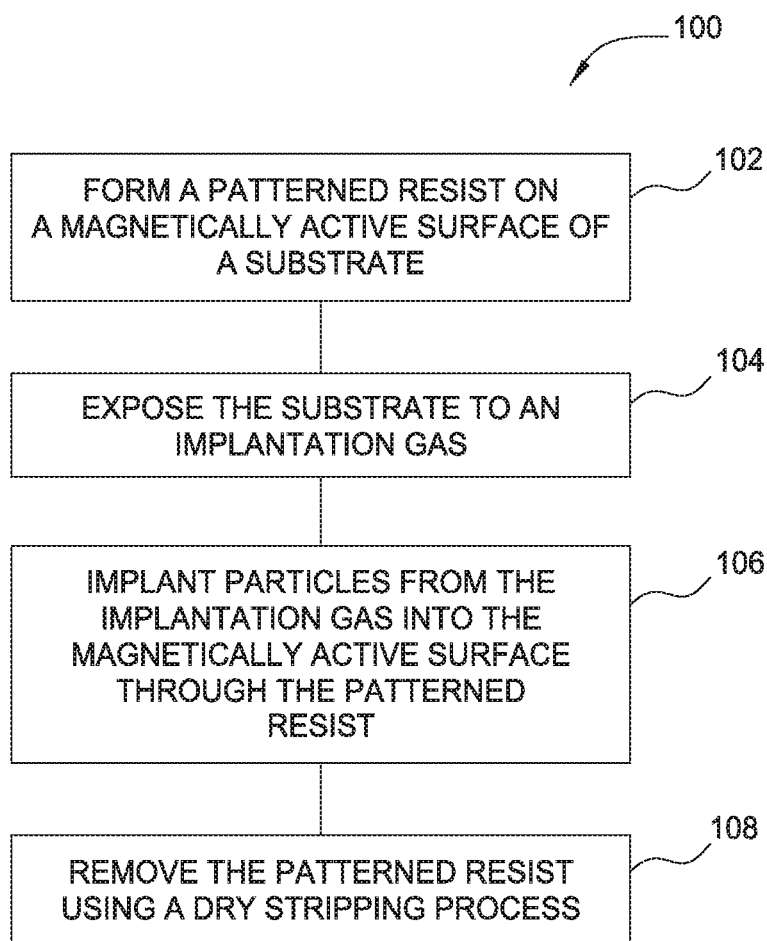 100
102
FORM A PATTERNED RESIST ON
A MAGNETICALLY ACTIVE SURFACE OF
A SUBSTRATE
104
EXPOSE THE SUBSTRATE TO AN
IMPLANTATION GAS
106
IMPLANT PARTICLES FROM THE
IMPLANTATION GAS INTO THE
MAGNETICALLY ACTIVE SURFACE
THROUGH THE PATTERNED
RESIST
108
REMOVE THE PATTERNED RESIST
USING A DRY STRIPPING PROCESS